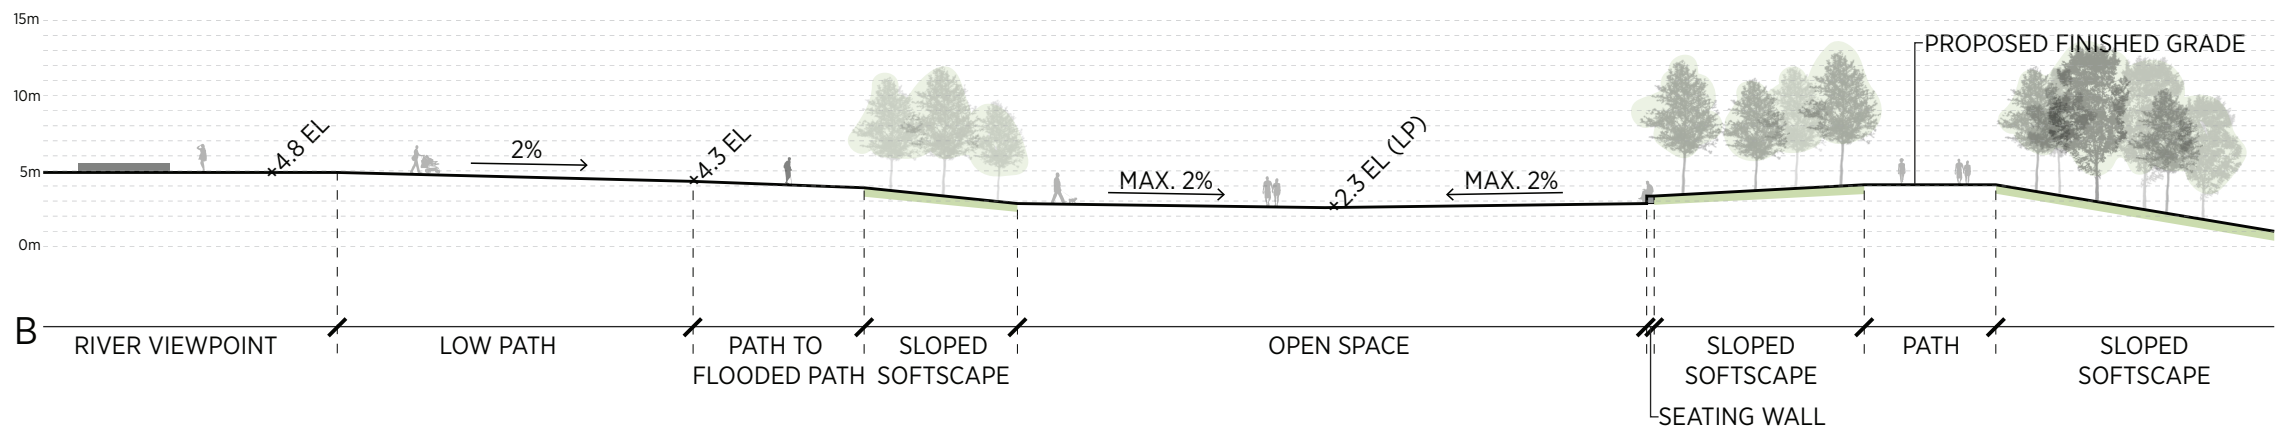 15m
PROPOSED FINISHED GRADE
10m
5m
0m
+4.8 EL
2%
+4.3 EL
MAX. 2%
+2.3 EL (LP)
MAX. 2%
B
RIVER VIEWPOINT
LOW PATH
PATH TO
FLOODED PATH
SLOPED
SOFTSCAPE
OPEN SPACE
SEATING WALL
SLOPED
SOFTSCAPE
PATH
SLOPED
SOFTSCAPE